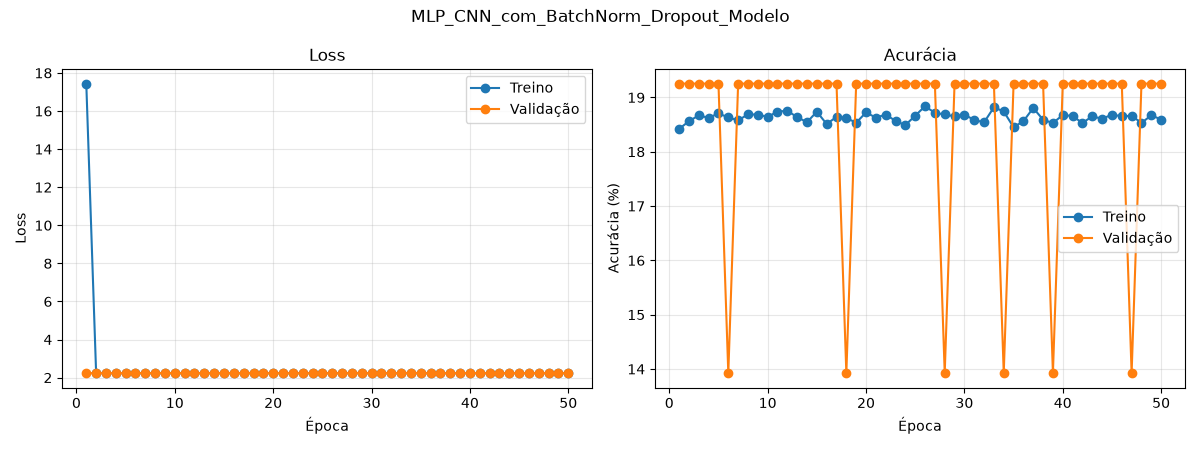 MLP_CNN_com_BatchNorm_Dropout_Modelo
Loss
18
16
14
12
10
8
6
4
2
0
10
20
30
40
50
Loss
Época
Treino
Validação
Acurácia
19
18
17
16
15
14
0
10
20
30
40
50
Acurácia (%)
Época
Treino
Validação